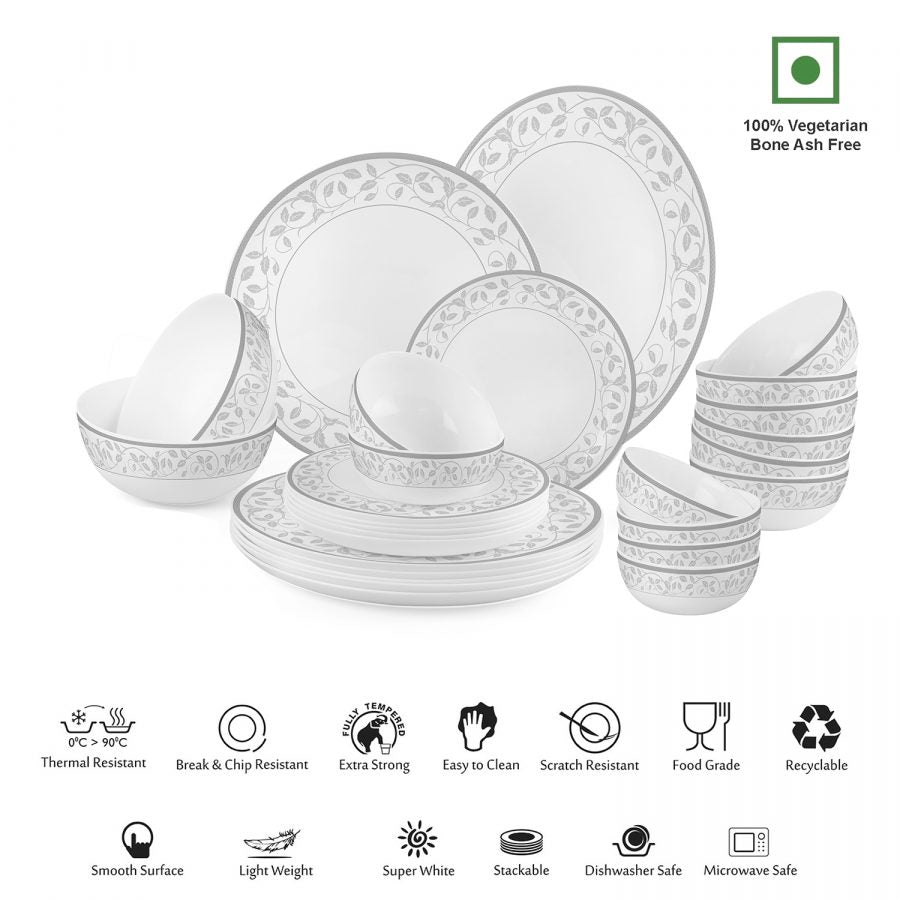 100% Vegetarian
Bone Ash Free
0°C > 90°C
Thermal Resistant
Break & Chip Resistant
FULLY TEMPERED
Extra Strong
Easy to Clean
Scratch Resistant
Food Grade
Recyclable
Smooth Surface
Light Weight
Super White
Stackable
Dishwasher Safe
Microwave Safe